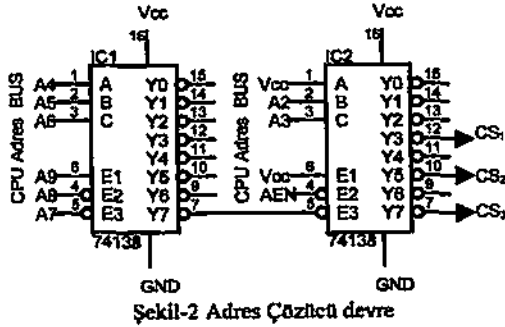 Vcc Vcc
16 16
IC1 IC2
A4 1 A Y0 15 Vcc 1 A Y0 15
A5 2 B Y1 14 A2 2 B Y1 14
A6 3 C Y2 13 A3 3 C Y2 13
Y3 12 Y3 12 CS1
Y4 11 Y4 11
A9 6 E1 Y5 10 Vcc 6 E1 Y5 10 CS2
A8 4 E2 Y6 9 AEN 4 E2 Y6 9
A7 5 E3 Y7 7 5 E3 Y7 7 CS3
CPU Adres BUS CPU Adres BUS
74138 74138
GND GND
Şekil-2 Adres Çözücü devre